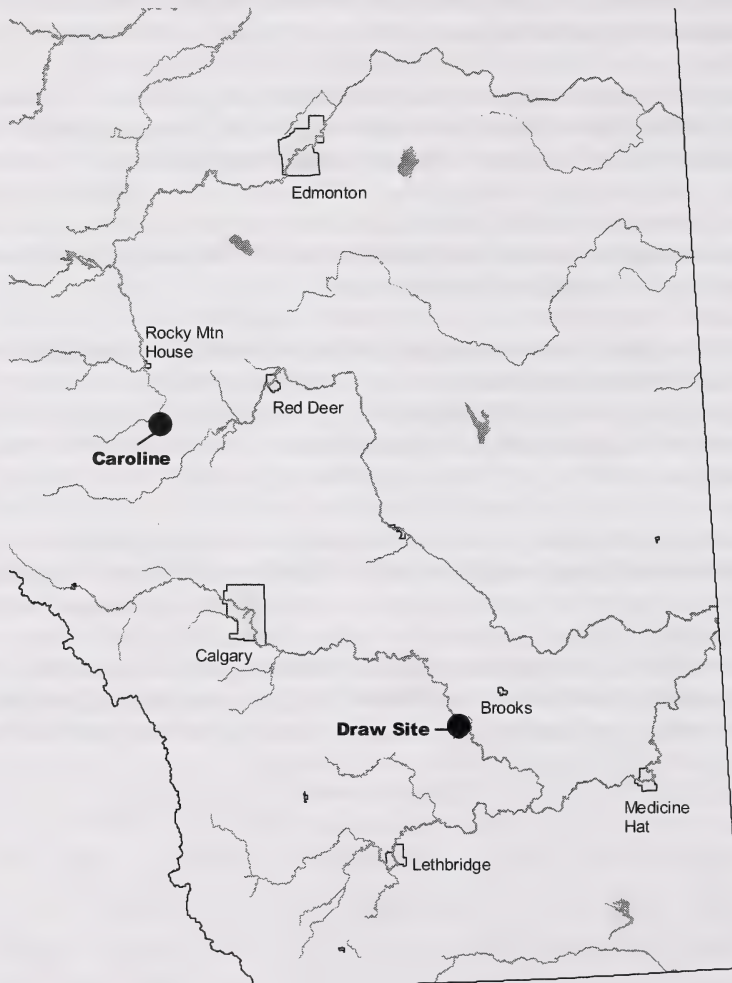 Edmonton
Rocky Mtn
House
Red Deer
Caroline
Calgary
Brooks
Draw Site
Medicine
Hat
Lethbridge